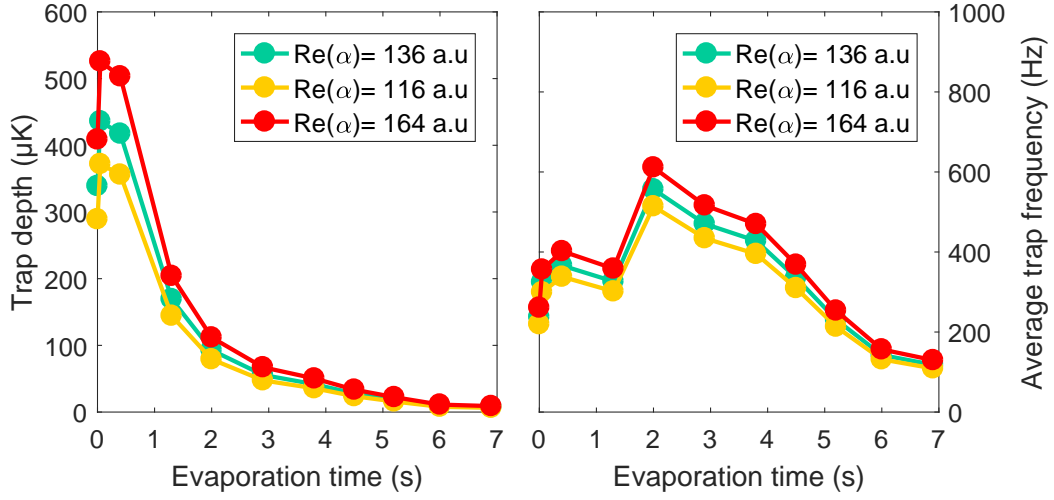 600
500
400
300
200
100
0
Trap depth (μK)
0 1 2 3 4 5 6 7
Evaporation time (s)
Re(α)= 136 a.u
Re(α)= 116 a.u
Re(α)= 164 a.u
1000
800
600
400
200
0
Average trap frequency (Hz)
0 1 2 3 4 5 6 7
Evaporation time (s)
Re(α)= 136 a.u
Re(α)= 116 a.u
Re(α)= 164 a.u